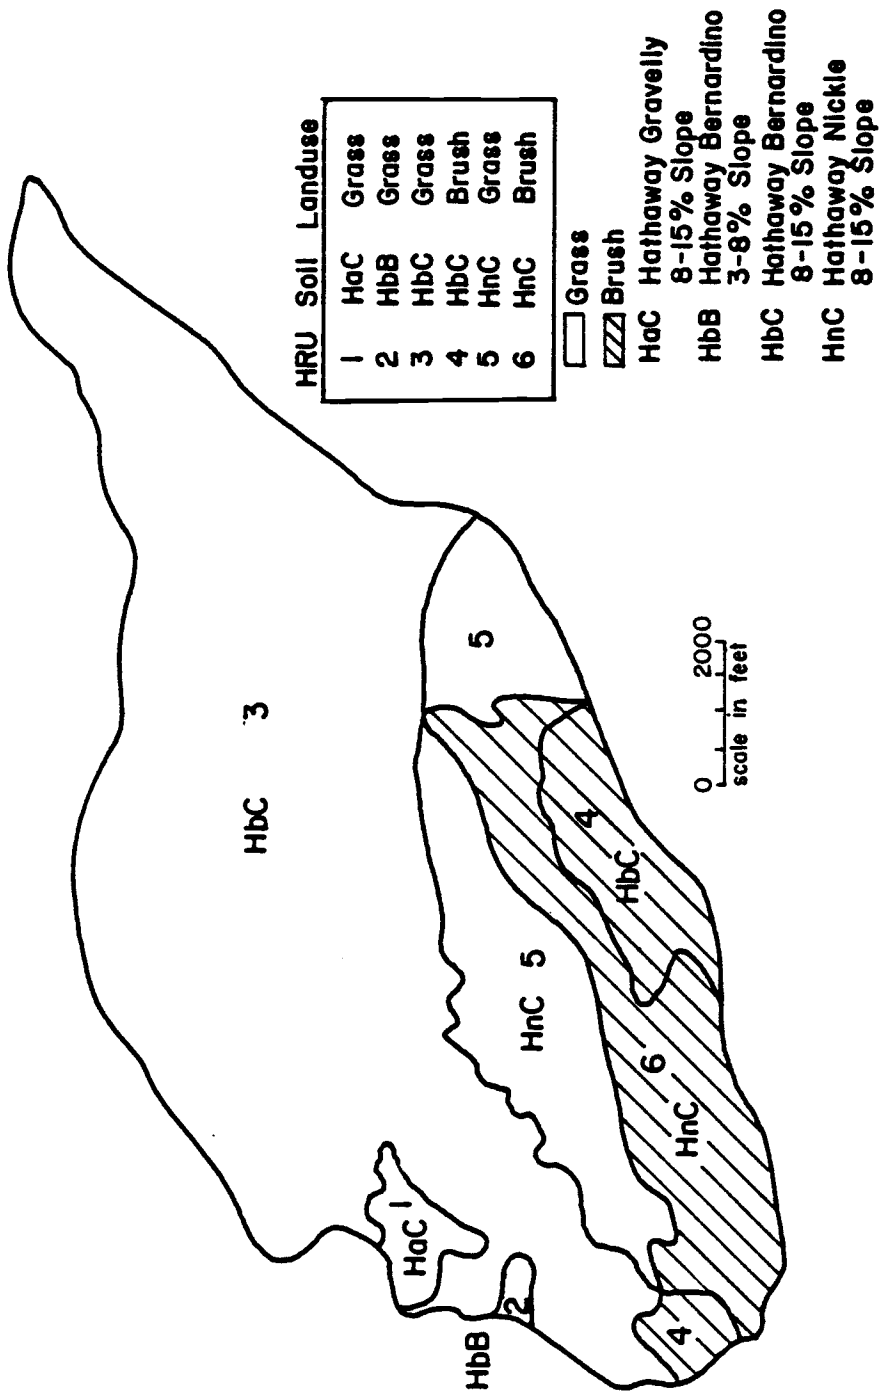 HRU Soil Landuse
1 HaC Grass
2 HbB Grass
3 HbC Grass
4 HbC Brush
5 HnC Grass
6 HnC Brush
Grass
Brush
HaC Hathaway Gravelly
8-15% Slope
HbB Hathaway Bernardino
3-8% Slope
HbC Hathaway Bernardino
8-15% Slope
HnC Hathaway Nickle
8-15% Slope
HbC 3
HaC 1
HbB
2
HnC 5
5
4
HbC
6
HnC
4
0 2000
scale in feet